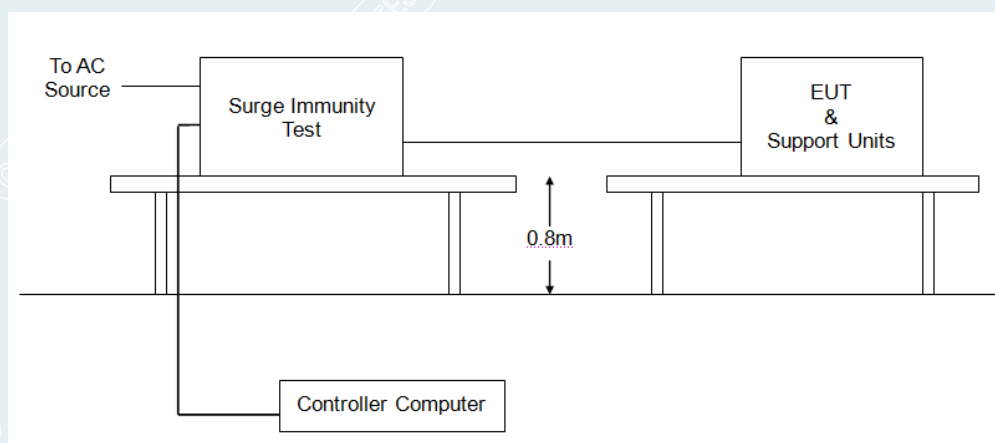 To AC
Source
Surge Immunity
Test
EUT
&
Support Units
0.8m
Controller Computer